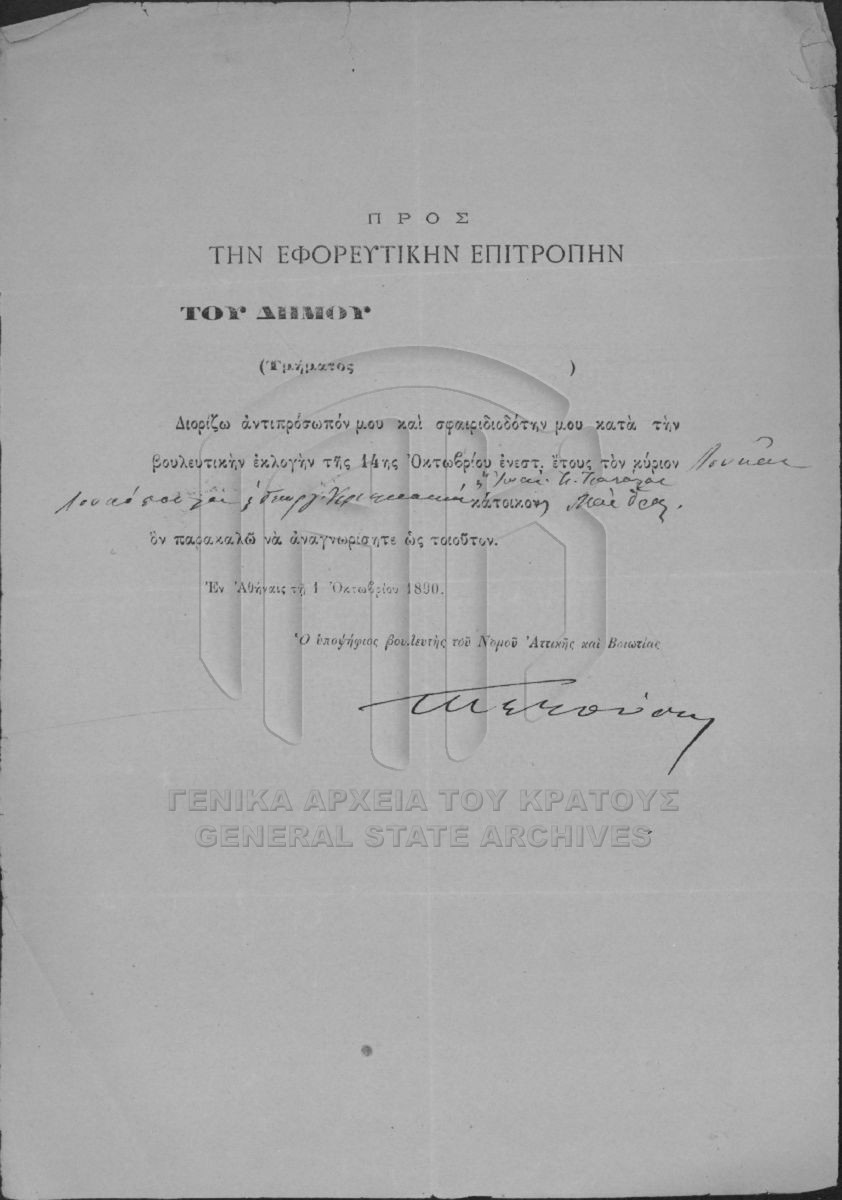 ΠΡΟΣ
ΤΗΝ ΕΦΟΡΕΥΤΙΚΗΝ ΕΠΙΤΡΟΠΗΝ
ΤΟΥ ΔΗΜΟΥ
(Τμήματος )
Διορίζω ἀντιπρόσωπόν μου καὶ σφαιριδιοδότην μου κατὰ τὴν
βουλευτικὴν ἐκλογὴν τῆς 14ης Ὀκτωβρίου ἐνεστ. ἔτους τὸν κύριον Λουκᾶν
κάτοικον Μάνδρας.
ὃν παρακαλῶ νὰ ἀναγνωρίσητε ὡς τοιοῦτον.
Ἐν Ἀθήναις τῇ 1 Ὀκτωβρίου 1890.
Ὁ ὑποψήφιος βουλευτὴς τοῦ Νομοῦ Ἀττικῆς καὶ Βοιωτίας
ΓΕΝΙΚΑ ΑΡΧΕΙΑ ΤΟΥ ΚΡΑΤΟΥΣ
GENERAL STATE ARCHIVES